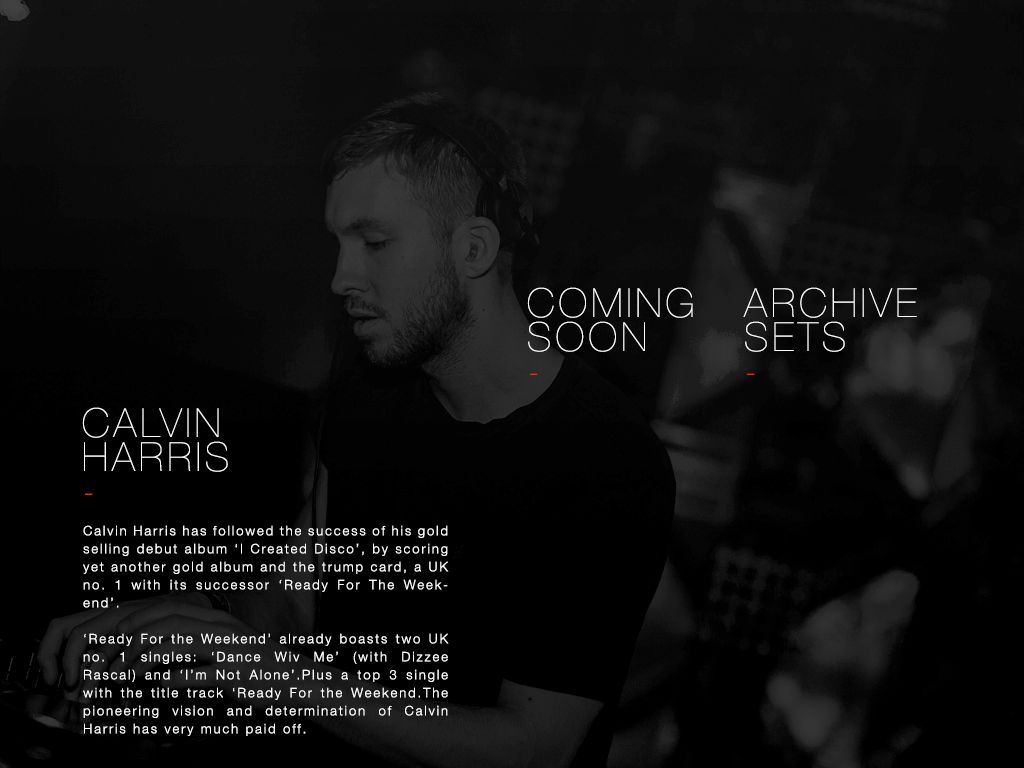 COMING
SOON
-
ARCHIVE
SETS
-
CALVIN
HARRIS
-
Calvin Harris has followed the success of his gold
selling debut album ‘I Created Disco’, by scoring
yet another gold album and the trump card, a UK
no. 1 with its successor ‘Ready For The Week-
end’.
‘Ready For the Weekend’ already boasts two UK
no. 1 singles: ‘Dance Wiv Me’ (with Dizzee
Rascal) and ‘I’m Not Alone’.Plus a top 3 single
with the title track ‘Ready For the Weekend.The
pioneering vision and determination of Calvin
Harris has very much paid off.